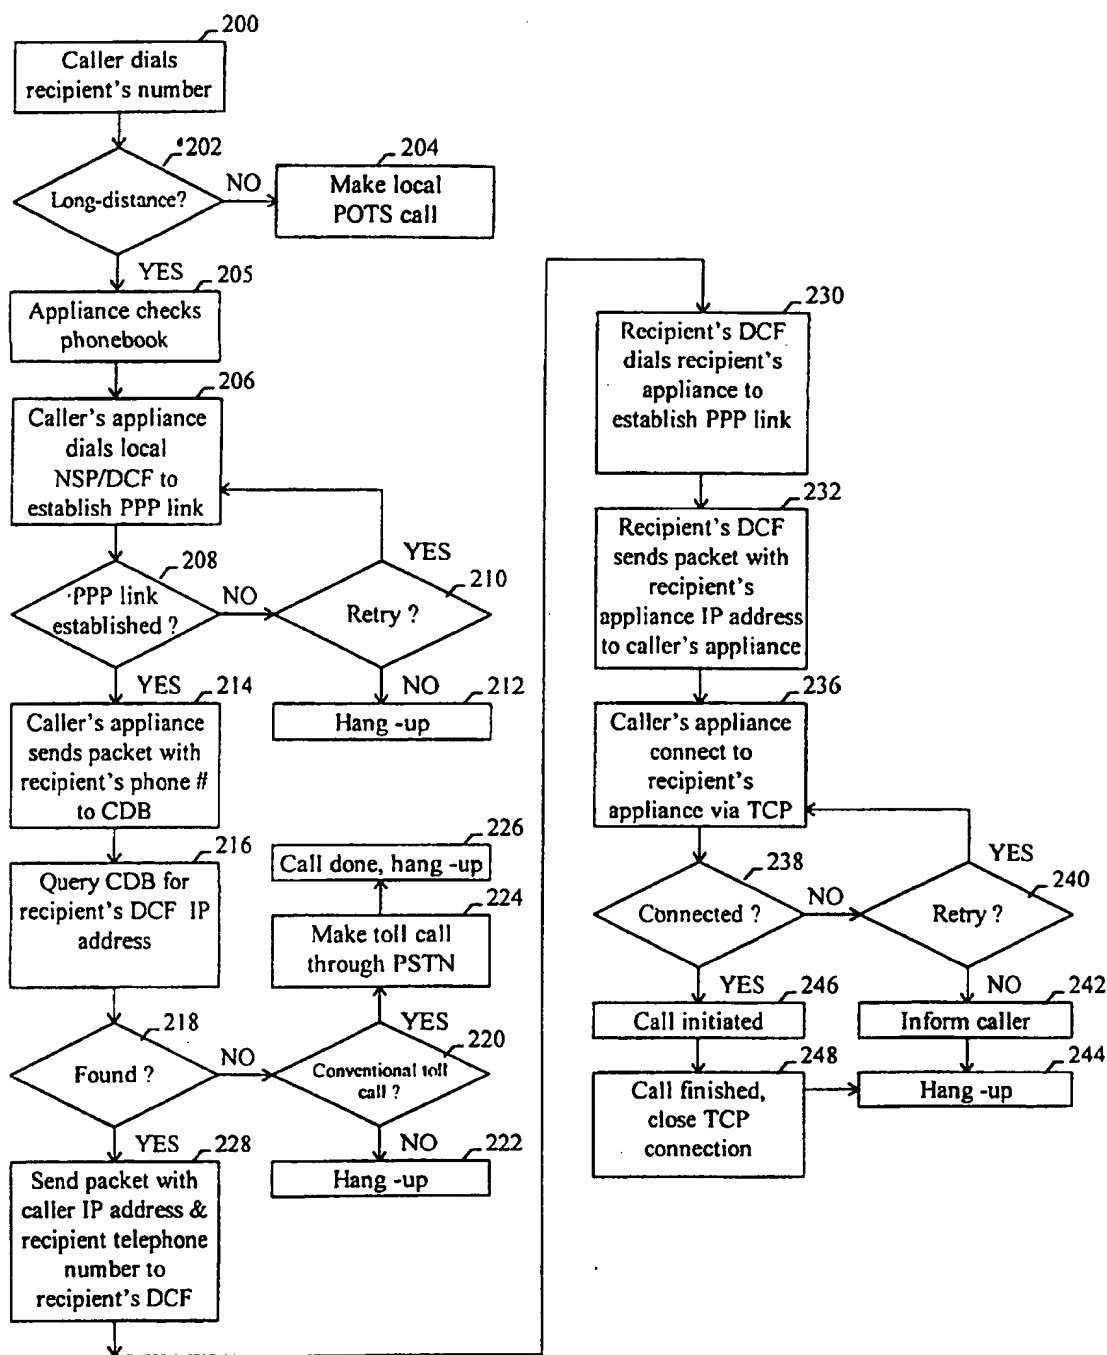 200
Caller dials
recipient's number
202
Long-distance?
NO
204
Make local
POTS call
YES
205
Appliance checks
phonebook
206
Caller's appliance
dials local
NSP/DCF to
establish PPP link
208
PPP link
established ?
NO
YES
210
Retry ?
NO
212
Hang -up
YES
214
Caller's appliance
sends packet with
recipient's phone #
to CDB
216
Query CDB for
recipient's DCF IP
address
218
Found ?
NO
220
Conventional toll
call ?
YES
224
Make toll call
through PSTN
226
Call done, hang -up
NO
222
Hang -up
YES
228
Send packet with
caller IP address &
recipient telephone
number to
recipient's DCF
230
Recipient's DCF
dials recipient's
appliance to
establish PPP link
232
Recipient's DCF
sends packet with
recipient's
appliance IP address
to caller's appliance
236
Caller's appliance
connect to
recipient's
appliance via TCP
238
Connected ?
NO
YES
240
Retry ?
YES
246
Call initiated
NO
242
Inform caller
248
Call finished,
close TCP
connection
244
Hang -up